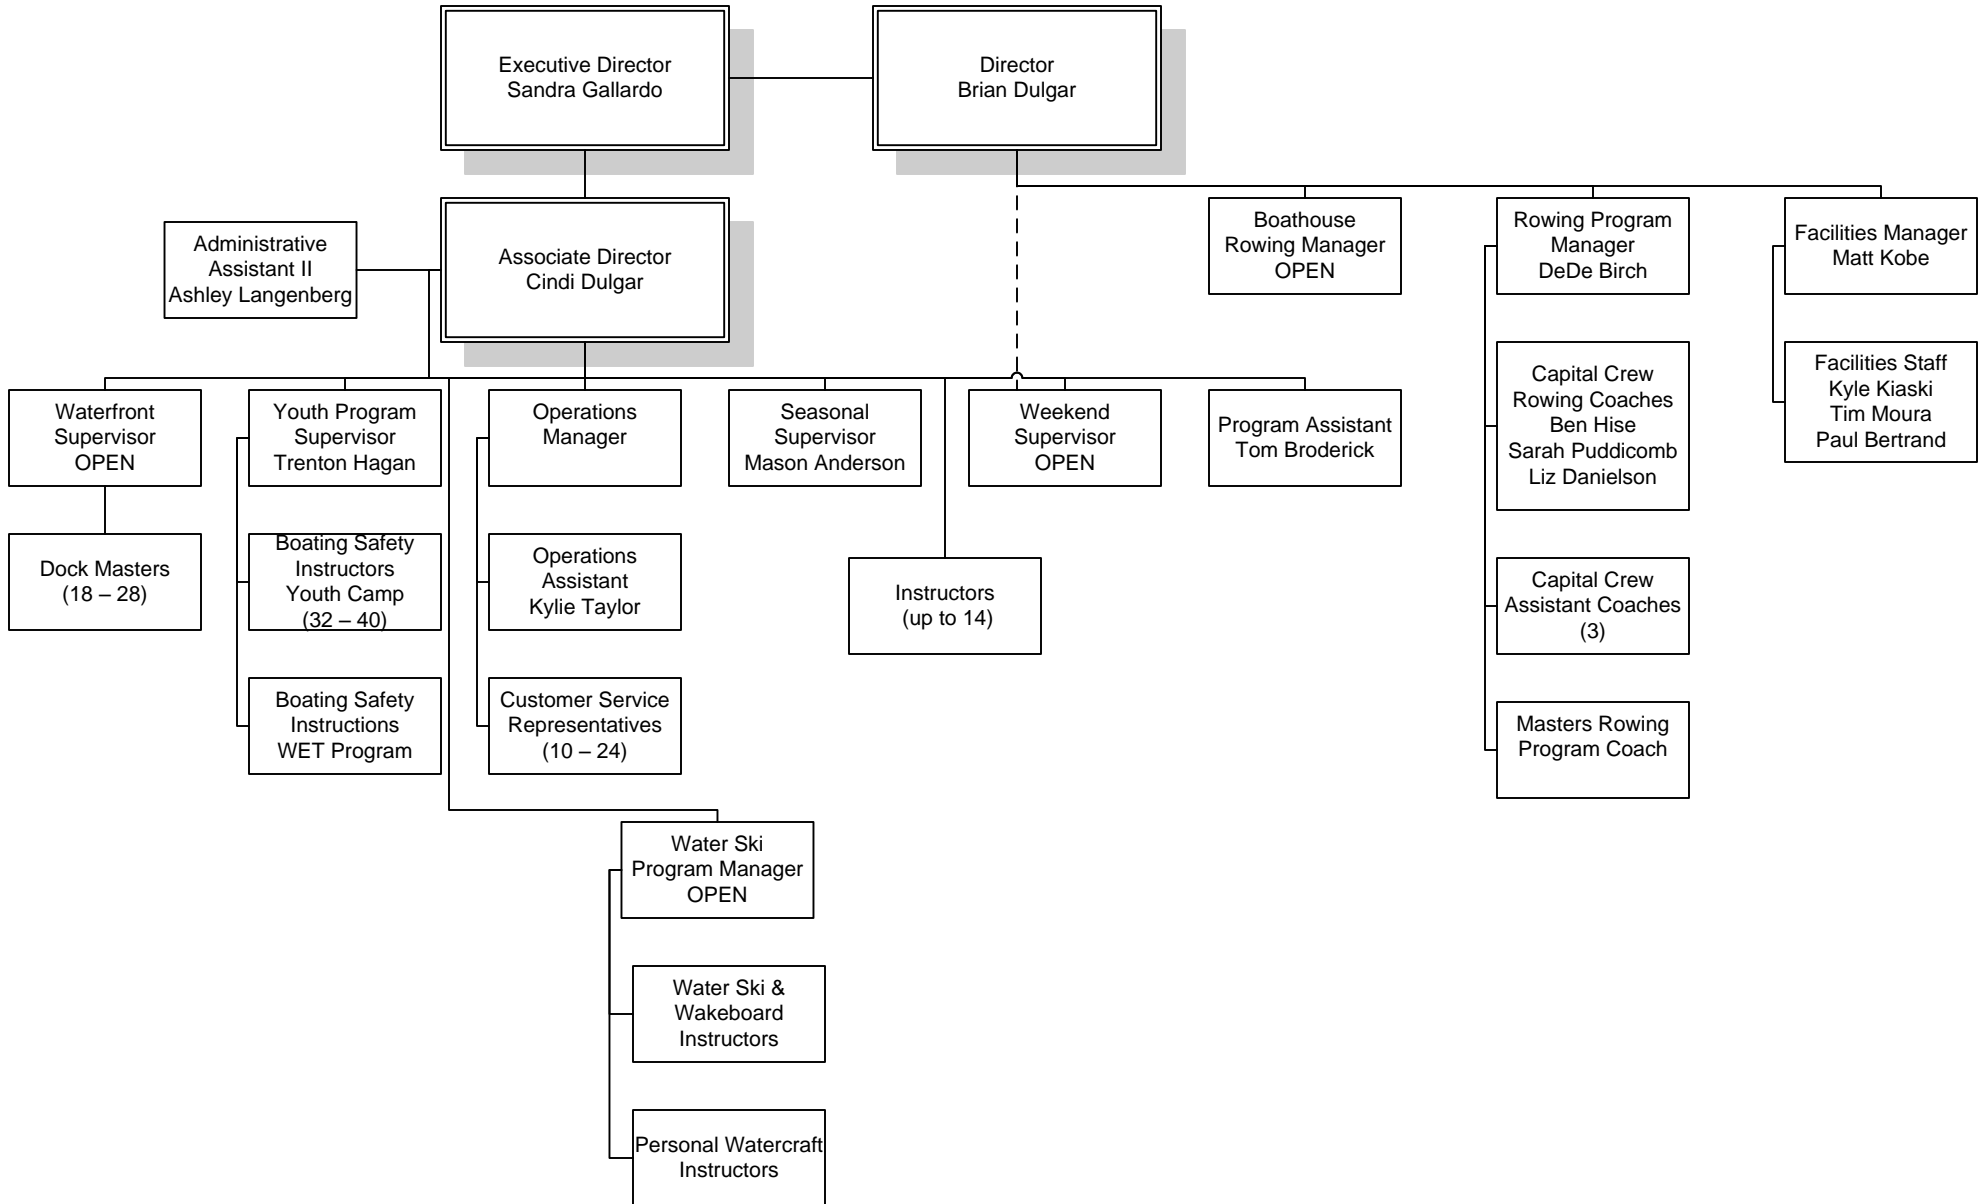 Executive Director
Sandra Gallardo
Director
Brian Dulgar
Administrative
Assistant II
Ashley Langenberg
Associate Director
Cindi Dulgar
Boathouse
Rowing Manager
OPEN
Rowing Program
Manager
DeDe Birch
Facilities Manager
Matt Kobe
Capital Crew
Rowing Coaches
Ben Hise
Sarah Puddicomb
Liz Danielson
Facilities Staff
Kyle Kiaski
Tim Moura
Paul Bertrand
Waterfront
Supervisor
OPEN
Youth Program
Supervisor
Trenton Hagan
Operations
Manager
Seasonal
Supervisor
Mason Anderson
Weekend
Supervisor
OPEN
Program Assistant
Tom Broderick
Dock Masters
(18 – 28)
Boating Safety
Instructors
Youth Camp
(32 – 40)
Operations
Assistant
Kylie Taylor
Instructors
(up to 14)
Capital Crew
Assistant Coaches
(3)
Boating Safety
Instructions
WET Program
Customer Service
Representatives
(10 – 24)
Masters Rowing
Program Coach
Water Ski
Program Manager
OPEN
Water Ski &
Wakeboard
Instructors
Personal Watercraft
Instructors